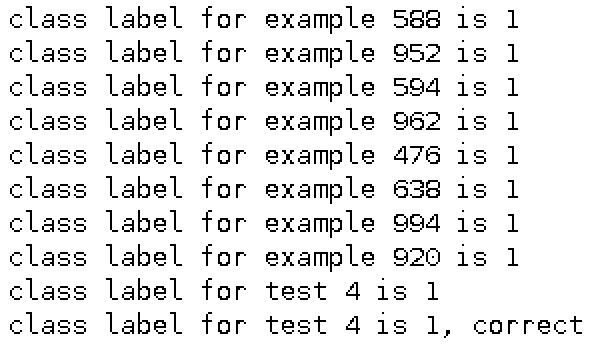 class label for example 588 is 1
class label for example 952 is 1
class label for example 594 is 1
class label for example 962 is 1
class label for example 476 is 1
class label for example 638 is 1
class label for example 994 is 1
class label for example 920 is 1
class label for test 4 is 1
class label for test 4 is 1, correct